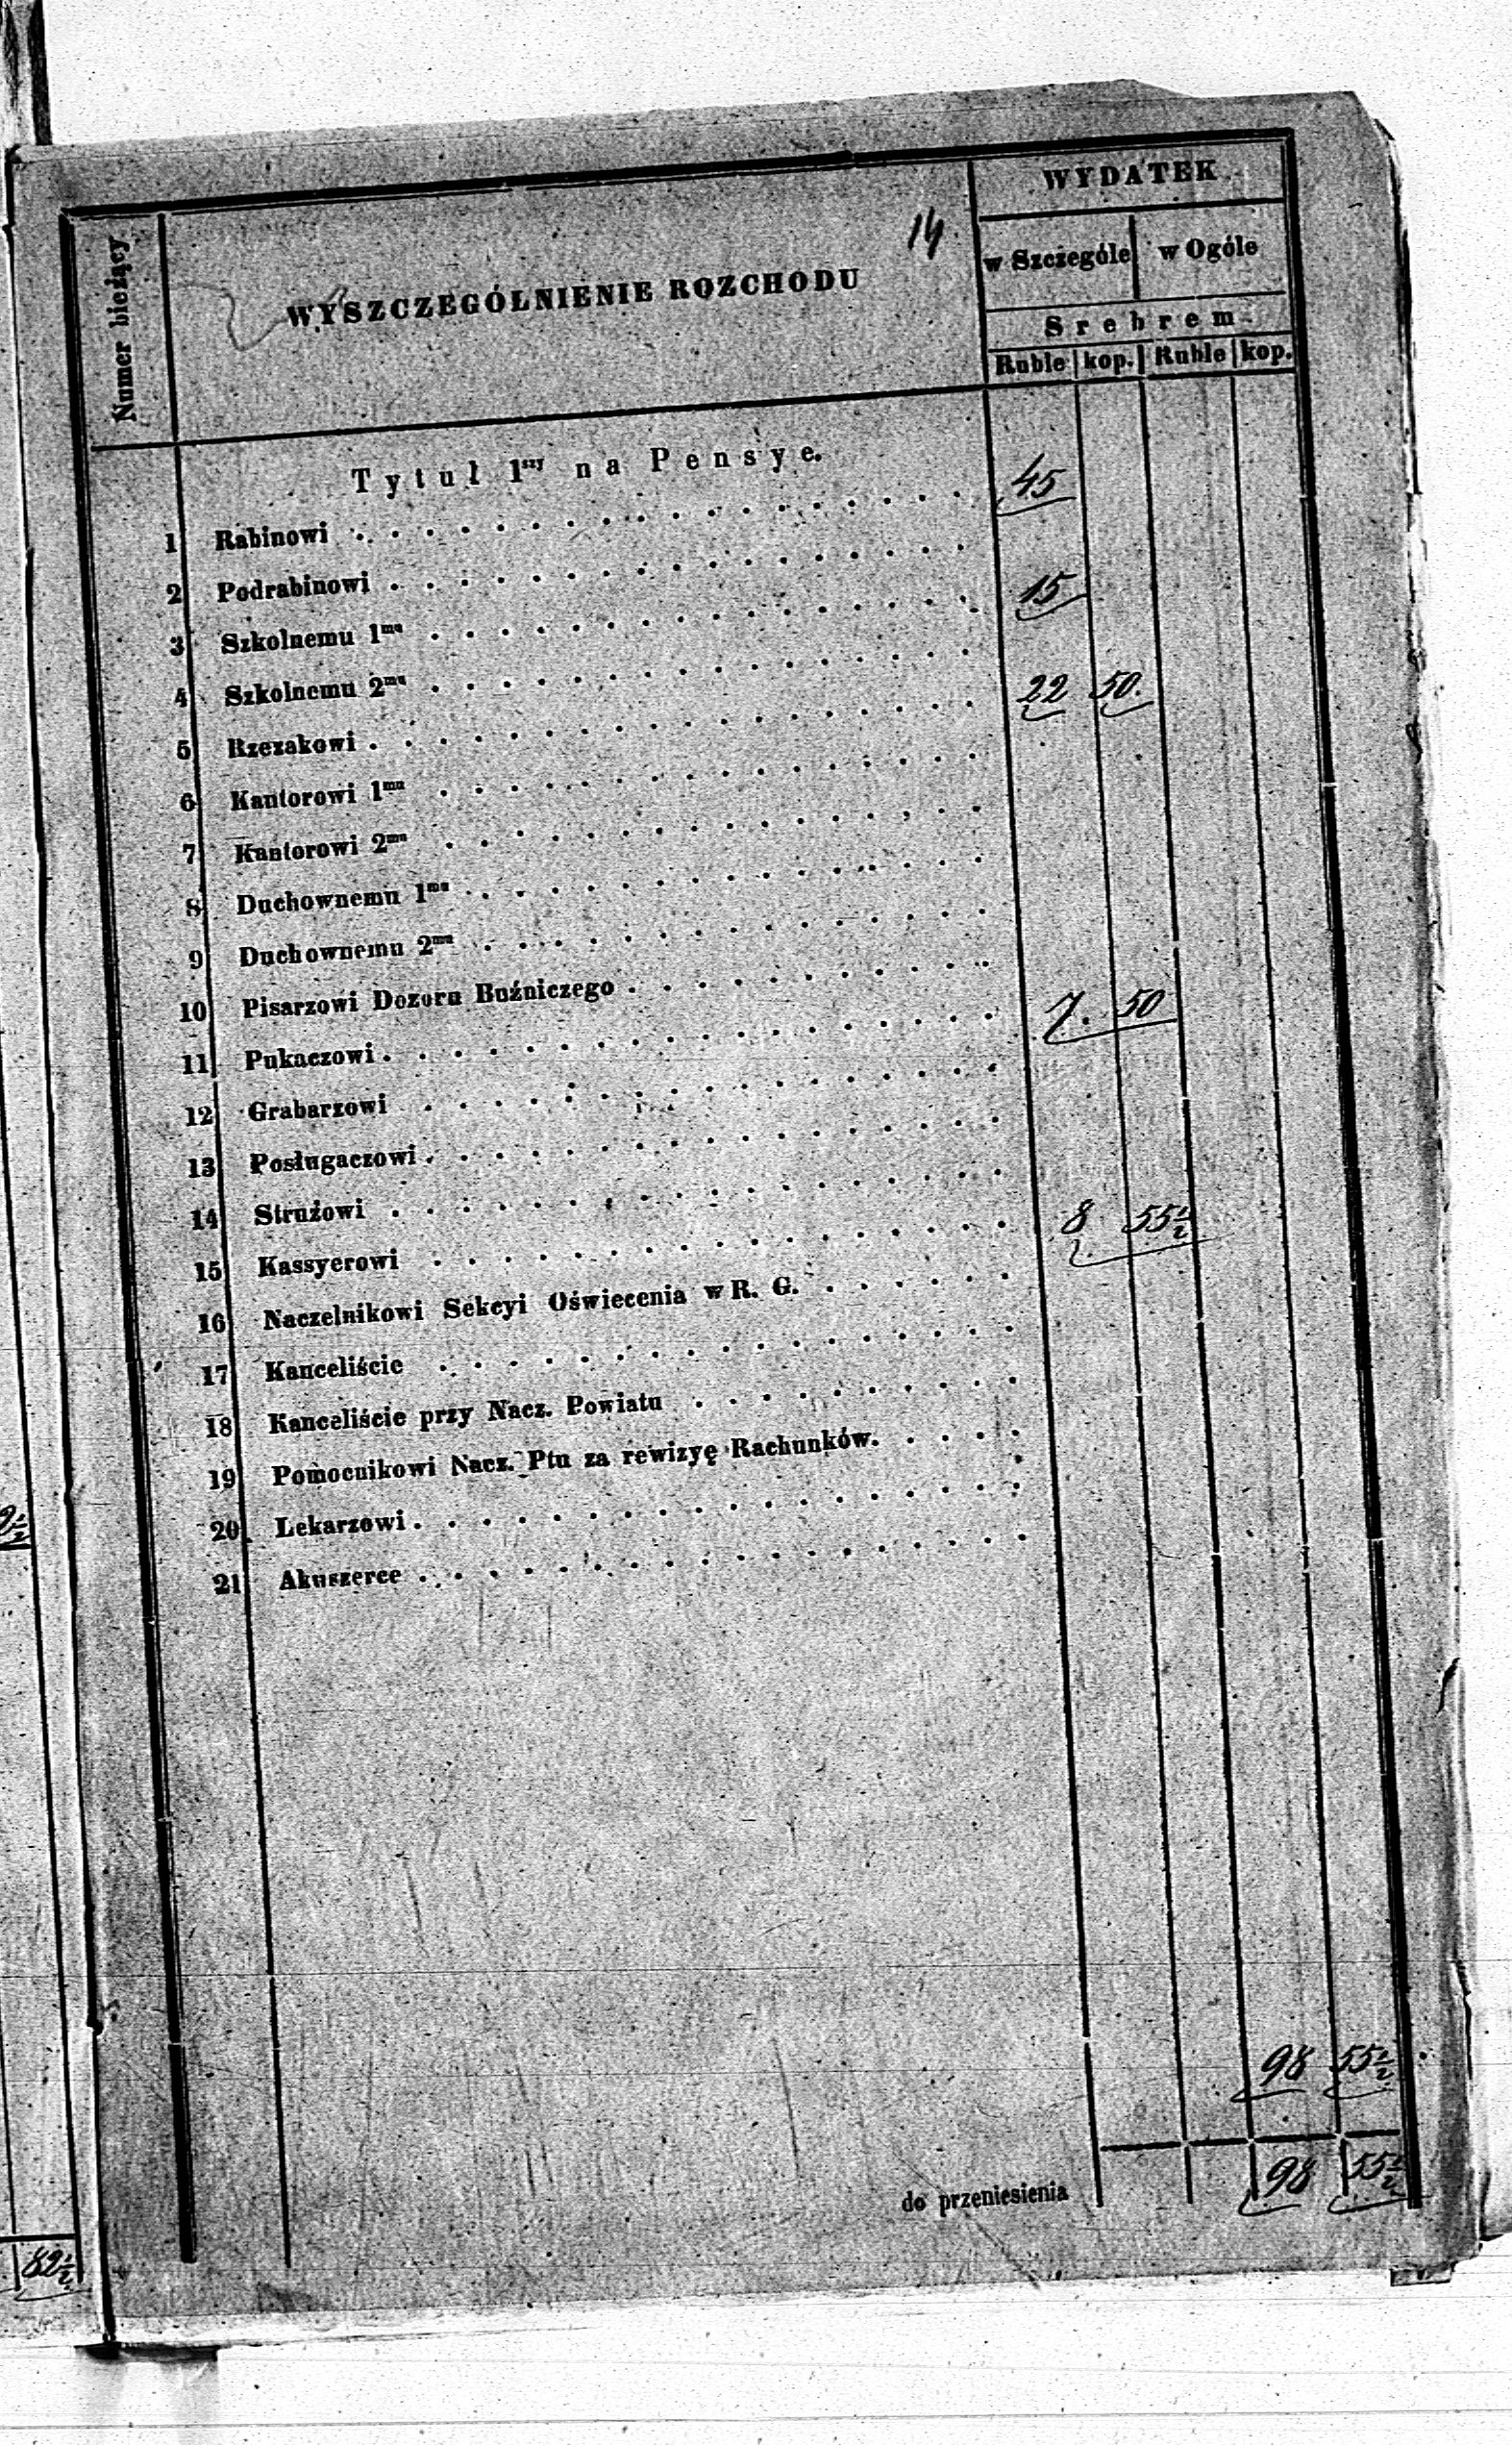 14.
WYDATEK
Numer bieżący
WYSZCZEGÓLNIENIE ROZCHODU
w Szczególe w Ogóle
Srebrem
Ruble kop. Ruble kop.
Tytuł 1szy na Pensye.
1 Rabinowi . . . . . . . . . . . . . . . . . 45
2 Podrabinowi . . . . . . . . . . . . . . . . .
3 Szkolnemu 1mu . . . . . . . . . . . . . . . . 15
4 Szkolnemu 2mu . . . . . . . . . . . . . . . .
5 Rzezakowi . . . . . . . . . . . . . . . . . . 22 50.
6 Kantorowi 1mu . . . . . . . . . . . . . . . .
7 Kantorowi 2mu . . . . . . . . . . . . . . . .
8 Duchownemu 1mu . . . . . . . . . . . . . . .
9 Duchownemu 2mu . . . . . . . . . . . . . . .
10 Pisarzowi Dozoru Bóźniczego . . . . . . . . . . .
11 Pukaczowi . . . . . . . . . . . . . . . . . . 7. 50
12 Grabarzowi . . . . . . . . . . . . . . . . .
13 Posługaczowi . . . . . . . . . . . . . . . . .
14 Strużowi . . . . . . . . . . . . . . . . . .
15 Kassyerowi . . . . . . . . . . . . . . . . . 8 55½
16 Naczelnikowi Sekcyi Oświecenia w R. G. . . . . . .
17 Kanceliście . . . . . . . . . . . . . . . . .
18 Kanceliście przy Nacz. Powiatu . . . . . . . . . .
19 Pomocnikowi Nacz. Ptu za rewizyę Rachunków. . . . .
20 Lekarzowi . . . . . . . . . . . . . . . . . .
21 Akuszerce . . . . . . . . . . . . . . . . . .
98 55½
do przeniesienia 98 55½
82½